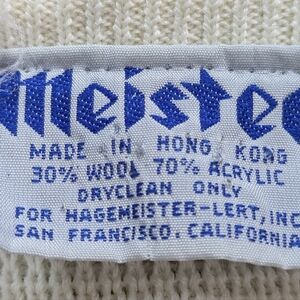 Meister
MADE IN HONG KONG
30% WOOL 70% ACRYLIC
DRYCLEAN ONLY
FOR HAGEMEISTER-LERT, INC
SAN FRANCISCO. CALIFORNIA